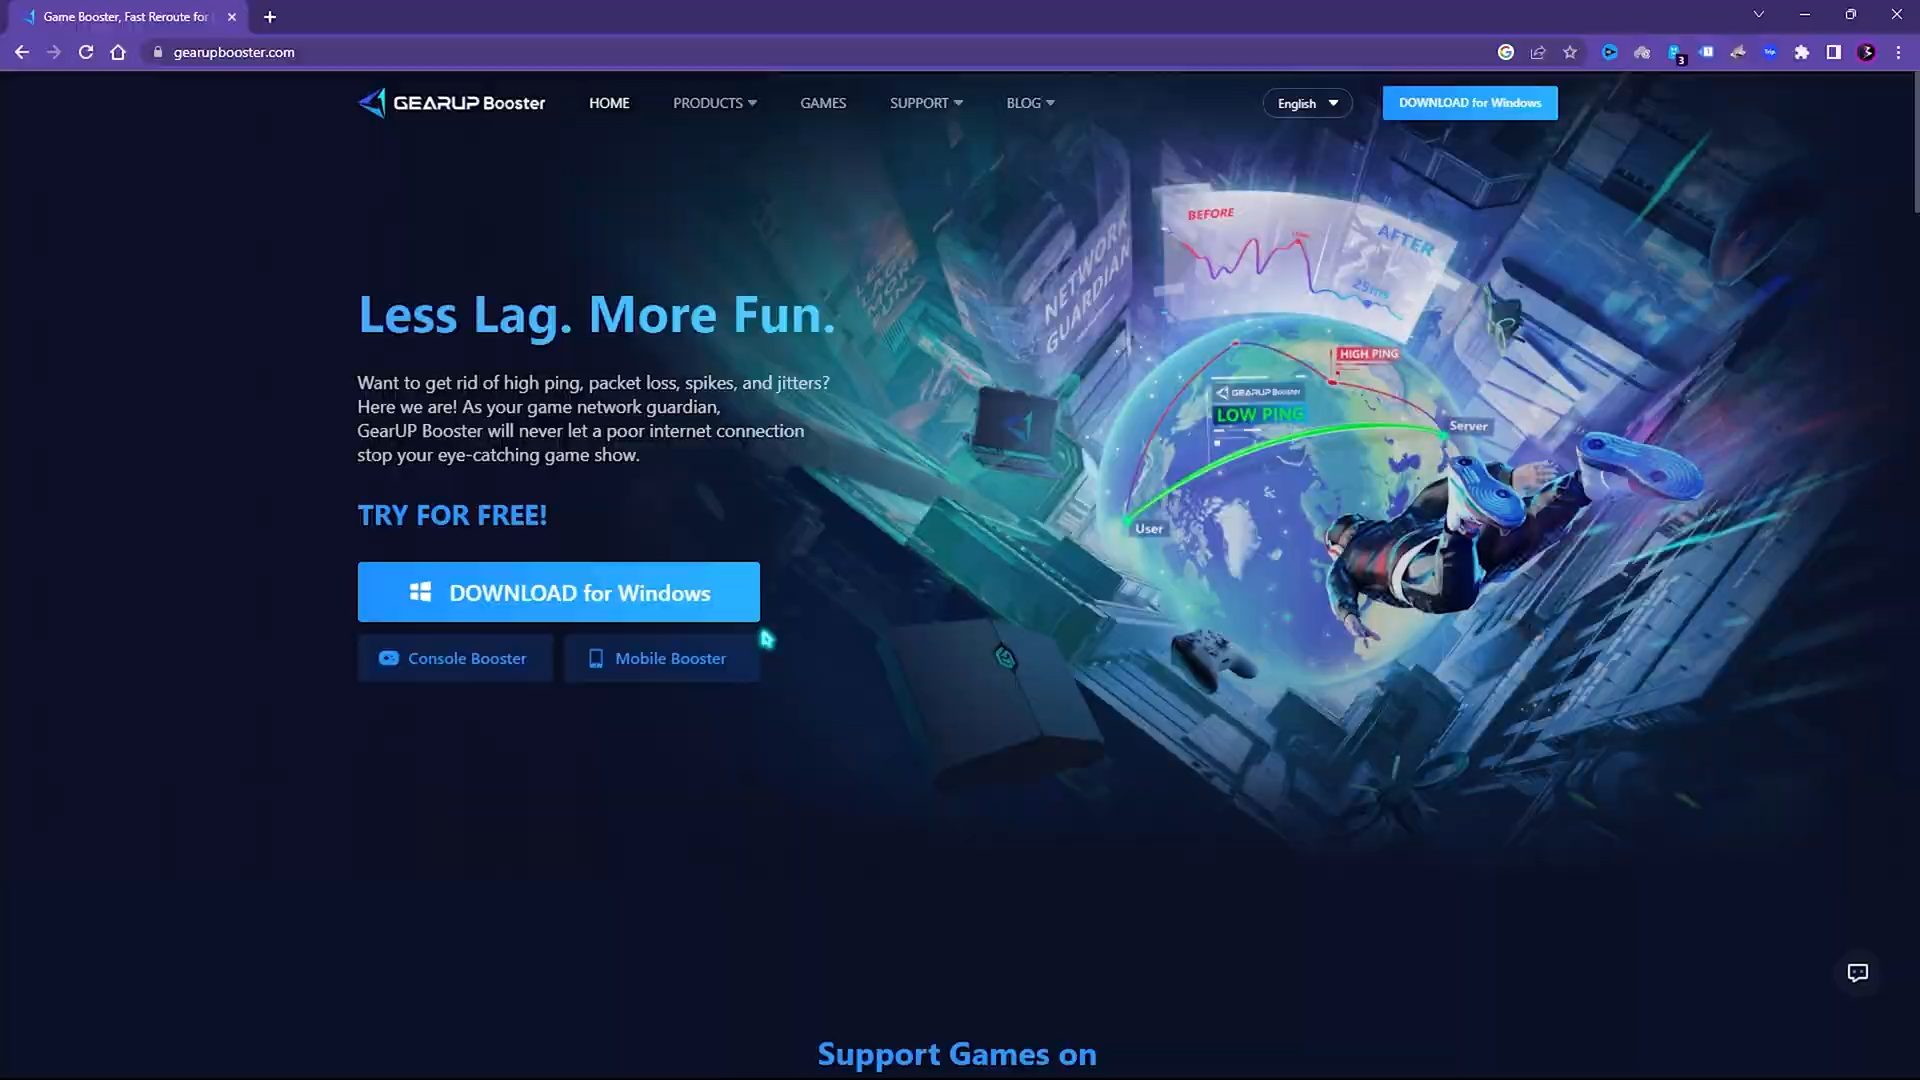 Game Booster, Fast Reroute for
gearupbooster.com
3
GEARUP Booster
HOME
PRODUCTS
GAMES
SUPPORT
BLOG
English
DOWNLOAD for Windows
BEFORE
AFTER
25ms
NETWORK
GUARDIAN
HIGH PING
GEARUP Booster
LOW PING
Server
User
Less Lag. More Fun.
Want to get rid of high ping, packet loss, spikes, and jitters?
Here we are! As your game network guardian,
GearUP Booster will never let a poor internet connection
stop your eye-catching game show.
TRY FOR FREE!
DOWNLOAD for Windows
Console Booster
Mobile Booster
Support Games on